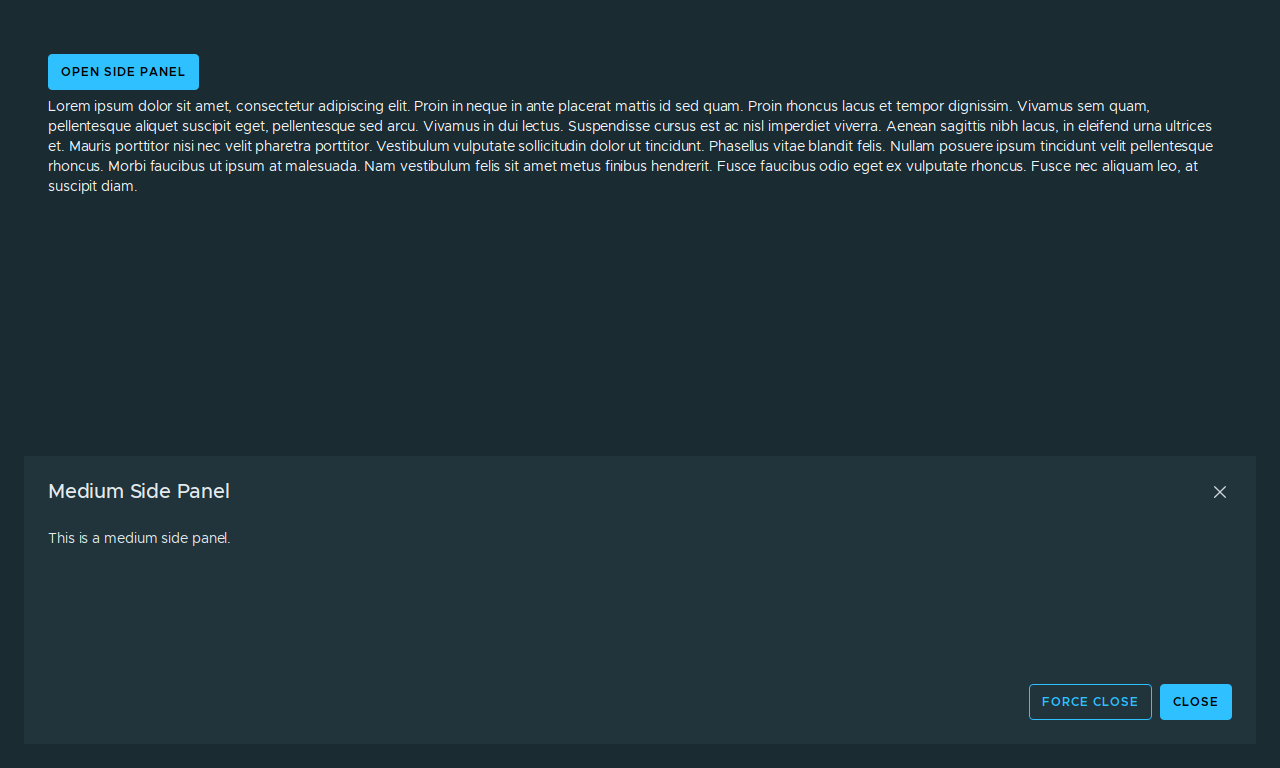 OPEN SIDE PANEL
Lorem ipsum dolor sit amet, consectetur adipiscing elit. Proin in neque in ante placerat mattis id sed quam. Proin rhoncus lacus et tempor dignissim. Vivamus sem quam,
pellentesque aliquet suscipit eget, pellentesque sed arcu. Vivamus in dui lectus. Suspendisse cursus est ac nisl imperdiet viverra. Aenean sagittis nibh lacus, in eleifend urna ultrices
et. Mauris porttitor nisi nec velit pharetra porttitor. Vestibulum vulputate sollicitudin dolor ut tincidunt. Phasellus vitae blandit felis. Nullam posuere ipsum tincidunt velit pellentesque
rhoncus. Morbi faucibus ut ipsum at malesuada. Nam vestibulum felis sit amet metus finibus hendrerit. Fusce faucibus odio eget ex vulputate rhoncus. Fusce nec aliquam leo, at
suscipit diam.
Medium Side Panel
This is a medium side panel.
FORCE CLOSE
CLOSE